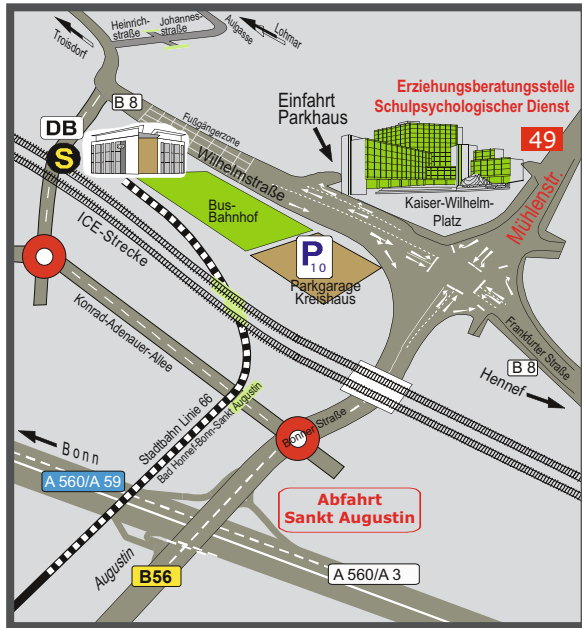 Heinrich-
straße
Johannes-
straße
Augasse
Lohmar
Troisdorf
B 8
Erziehungsberatungsstelle
Schulpsychologischer Dienst
Einfahrt
Parkhaus
49
DB
S
Fußgängerzone
Wilhelmstraße
Kaiser-Wilhelm-
Platz
Mühlenstr.
Bus-
Bahnhof
ICE-Strecke
P
10
Parkgarage
Kreishaus
Konrad-Adenauer-Allee
Frankfurter Straße
B 8
Hennef
Stadtbahn Linie 66
Bad Honnef-Bonn-Sankt Augustin
Bonner Straße
Bonn
A 560/A 59
Abfahrt
Sankt Augustin
Augustin
B56
A 560/A 3